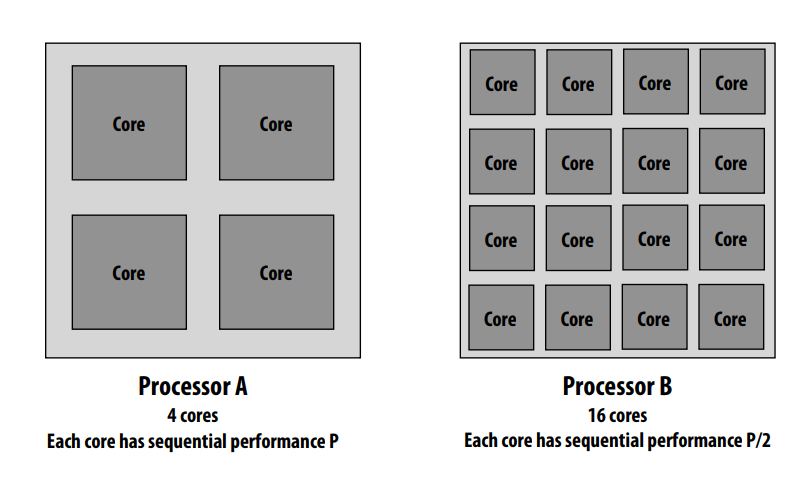 Core Core
Core Core
Processor A
4 cores
Each core has sequential performance P
Core Core Core Core
Core Core Core Core
Core Core Core Core
Core Core Core Core
Processor B
16 cores
Each core has sequential performance P/2